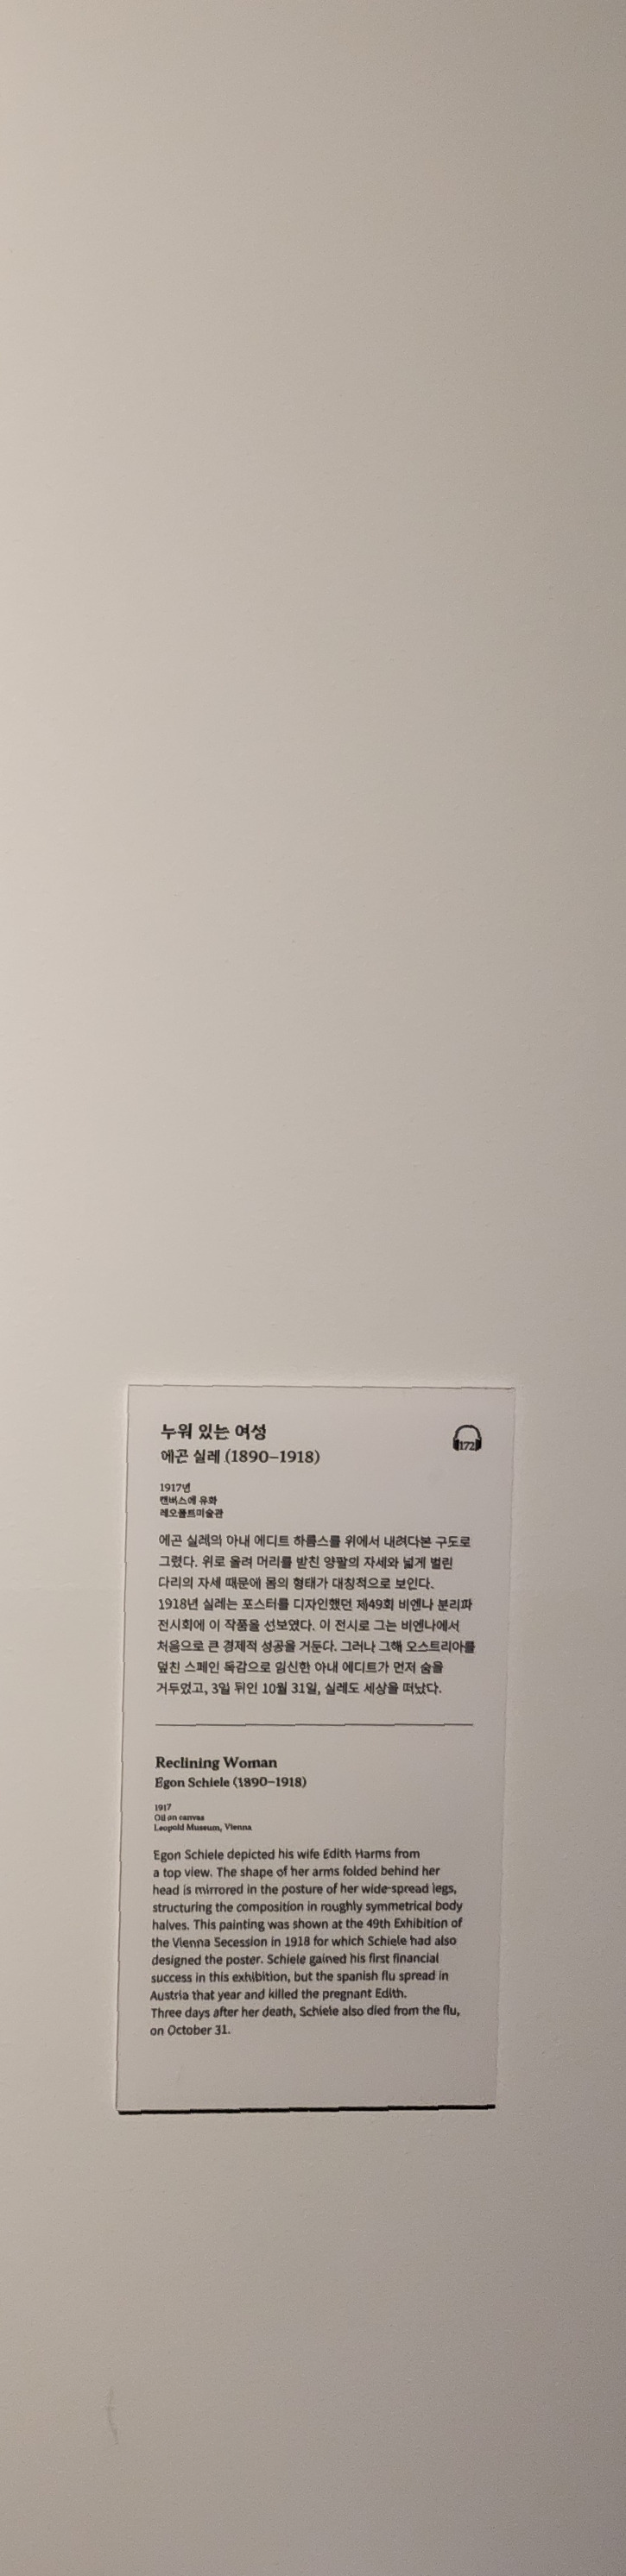 누워 있는 여성
에곤 실레 (1890–1918)
172
1917년
캔버스에 유화
레오폴트미술관
에곤 실레의 아내 에디트 하름스를 위에서 내려다본 구도로
그렸다. 위로 올려 머리를 받친 양팔의 자세와 넓게 벌린
다리의 자세 때문에 몸의 형태가 대칭적으로 보인다.
1918년 실레는 포스터를 디자인했던 제49회 비엔나 분리파
전시회에 이 작품을 선보였다. 이 전시로 그는 비엔나에서
처음으로 큰 경제적 성공을 거둔다. 그러나 그해 오스트리아를
덮친 스페인 독감으로 임신한 아내 에디트가 먼저 숨을
거두었고, 3일 뒤인 10월 31일, 실레도 세상을 떠났다.
Reclining Woman
Egon Schiele (1890–1918)
1917
Oil on canvas
Leopold Museum, Vienna
Egon Schiele depicted his wife Edith Harms from
a top view. The shape of her arms folded behind her
head is mirrored in the posture of her wide-spread legs,
structuring the composition in roughly symmetrical body
halves. This painting was shown at the 49th Exhibition of
the Vienna Secession in 1918 for which Schiele had also
designed the poster. Schiele gained his first financial
success in this exhibition, but the spanish flu spread in
Austria that year and killed the pregnant Edith.
Three days after her death, Schiele also died from the flu,
on October 31.